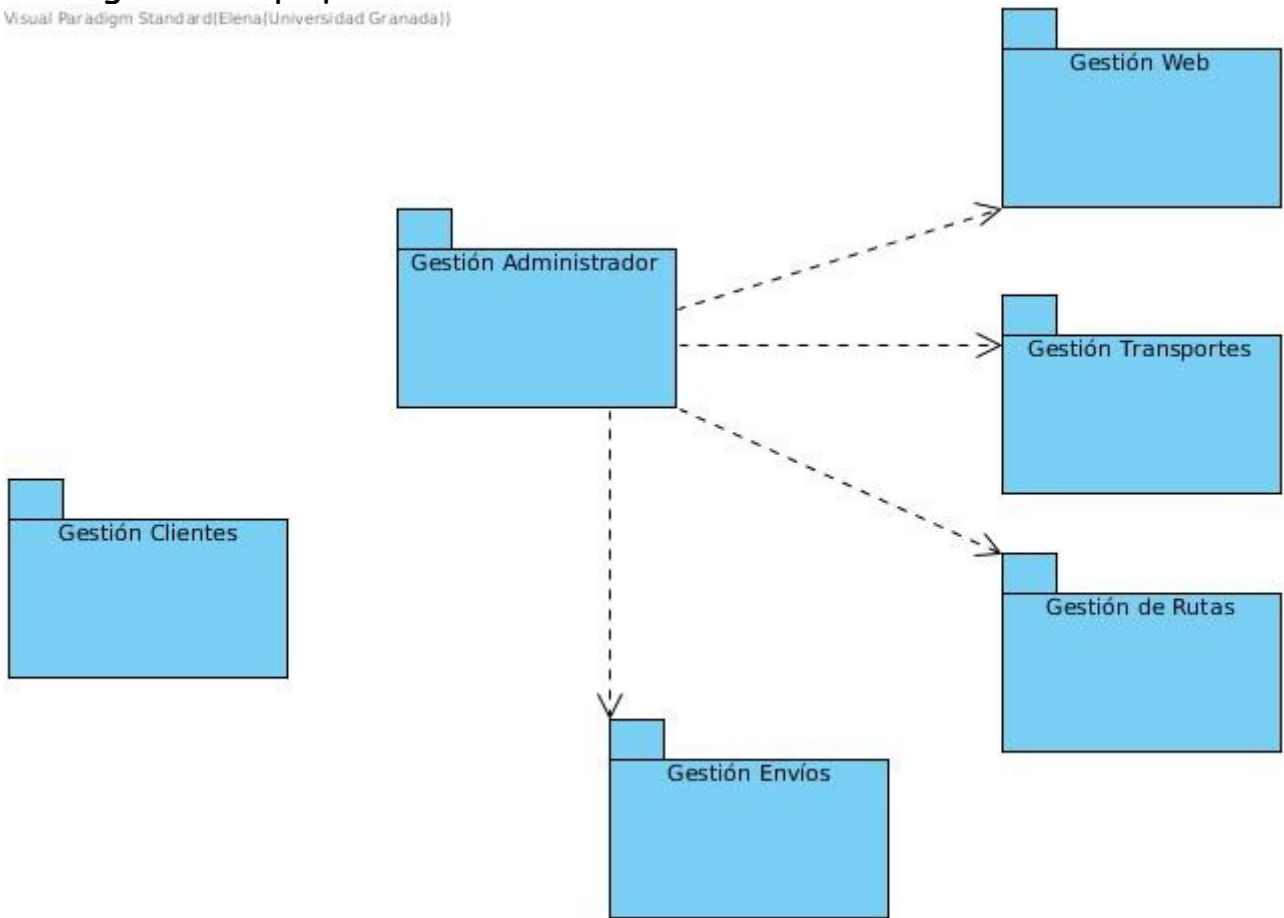 Visual Paradigm Standard(Elena(Universidad Granada))
Gestión Web
Gestión Administrador
Gestión Transportes
Gestión Clientes
Gestión de Rutas
Gestión Envíos